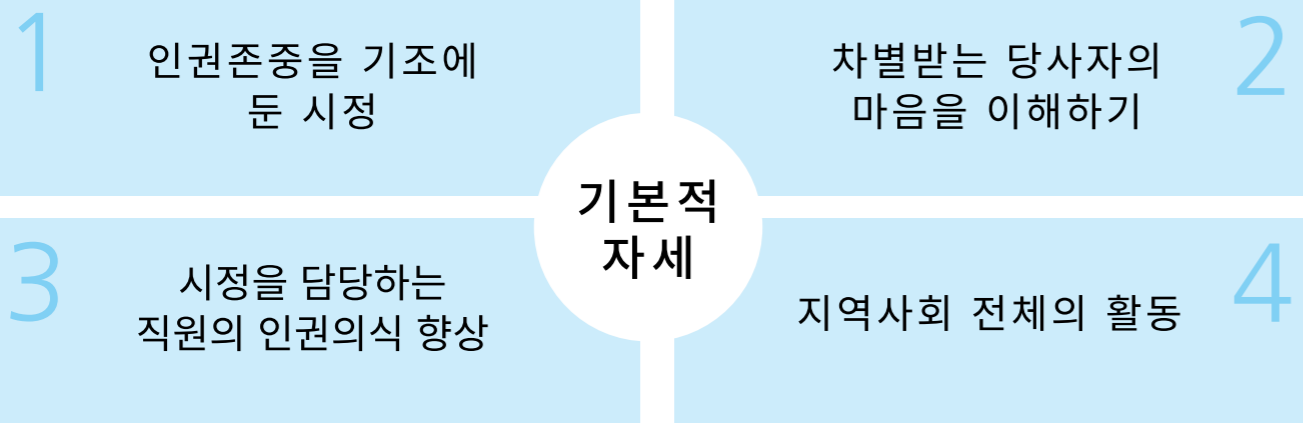 1
인권존중을 기조에
둔 시정
2
차별받는 당사자의
마음을 이해하기
기본적
자세
3
시정을 담당하는
직원의 인권의식 향상
4
지역사회 전체의 활동